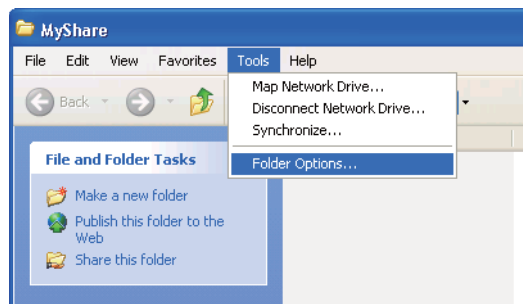 MyShare
File Edit View Favorites Tools Help
Map Network Drive...
Back
Disconnect Network Drive...
Synchronize...
File and Folder Tasks
Folder Options...
Make a new folder
Publish this folder to the
Web
Share this folder